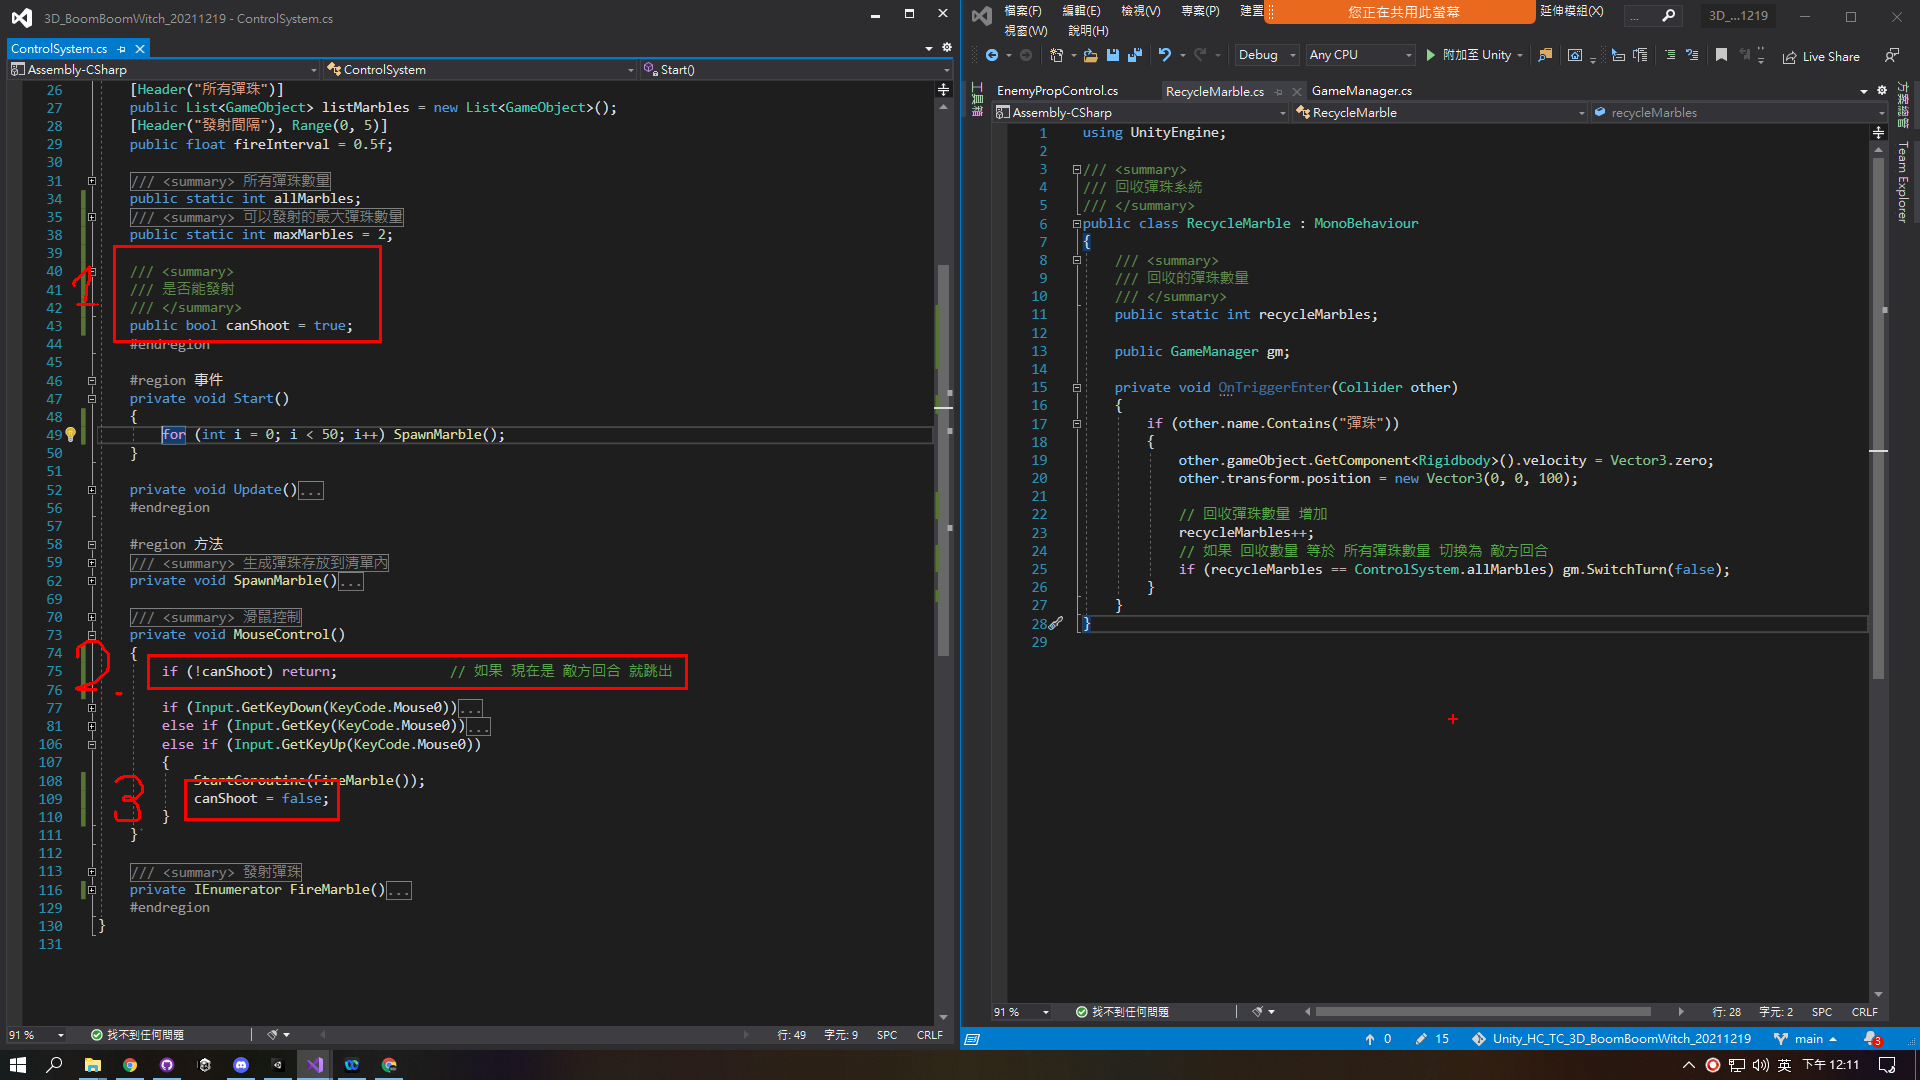 3D_BoomBoomWitch_20211219 - ControlSystem.cs
ControlSystem.cs
Assembly-CSharp
ControlSystem
Start()
26 [Header("所有彈珠")]
27 public List<GameObject> listMarbles = new List<GameObject>();
28 [Header("發射間隔"), Range(0, 5)]
29 public float fireInterval = 0.5f;
30
31 /// <summary> 所有彈珠數量
34 public static int allMarbles;
35 /// <summary> 可以發射的最大彈珠數量
38 public static int maxMarbles = 2;
39
40 /// <summary>
41 /// 是否能發射
42 /// </summary>
43 public bool canShoot = true;
44 #endregion
45
46 #region 事件
47 private void Start()
48 {
49 for (int i = 0; i < 50; i++) SpawnMarble();
50 }
51
52 private void Update()...
56 #endregion
57
58 #region 方法
59 /// <summary> 生成彈珠存放到清單內
62 private void SpawnMarble()...
69
70 /// <summary> 滑鼠控制
73 private void MouseControl()
74 {
75 if (!canShoot) return; // 如果 現在是 敵方回合 就跳出
76
77 if (Input.GetKeyDown(KeyCode.Mouse0))...
81 else if (Input.GetKey(KeyCode.Mouse0))...
106 else if (Input.GetKeyUp(KeyCode.Mouse0))
107 {
108 StartCoroutine(FireMarble());
109 canShoot = false;
110 }
111 }
112
113 /// <summary> 發射彈珠
116 private IEnumerator FireMarble()...
129 #endregion
130 }
131
1
2.
3
91 %
找不到任何問題
行: 49
字元: 9
SPC
CRLF
檔案(F)
編輯(E)
檢視(V)
專案(P)
建置
您正在共用此螢幕
延伸模組(X)
...
3D_...1219
視窗(W)
說明(H)
Debug
Any CPU
附加至 Unity
Live Share
工具箱
方案總管
Team Explorer
EnemyPropControl.cs
RecycleMarble.cs
GameManager.cs
Assembly-CSharp
RecycleMarble
recycleMarbles
1 using UnityEngine;
2
3 /// <summary>
4 /// 回收彈珠系統
5 /// </summary>
6 public class RecycleMarble : MonoBehaviour
7 {
8 /// <summary>
9 /// 回收的彈珠數量
10 /// </summary>
11 public static int recycleMarbles;
12
13 public GameManager gm;
14
15 private void OnTriggerEnter(Collider other)
16 {
17 if (other.name.Contains("彈珠"))
18 {
19 other.gameObject.GetComponent<Rigidbody>().velocity = Vector3.zero;
20 other.transform.position = new Vector3(0, 0, 100);
21
22 // 回收彈珠數量 增加
23 recycleMarbles++;
24 // 如果 回收數量 等於 所有彈珠數量 切換為 敵方回合
25 if (recycleMarbles == ControlSystem.allMarbles) gm.SwitchTurn(false);
26 }
27 }
28 }
29
91 %
找不到任何問題
行: 28
字元: 2
SPC
CRLF
0
15
Unity_HC_TC_3D_BoomBoomWitch_20211219
main
3
英
下午 12:11